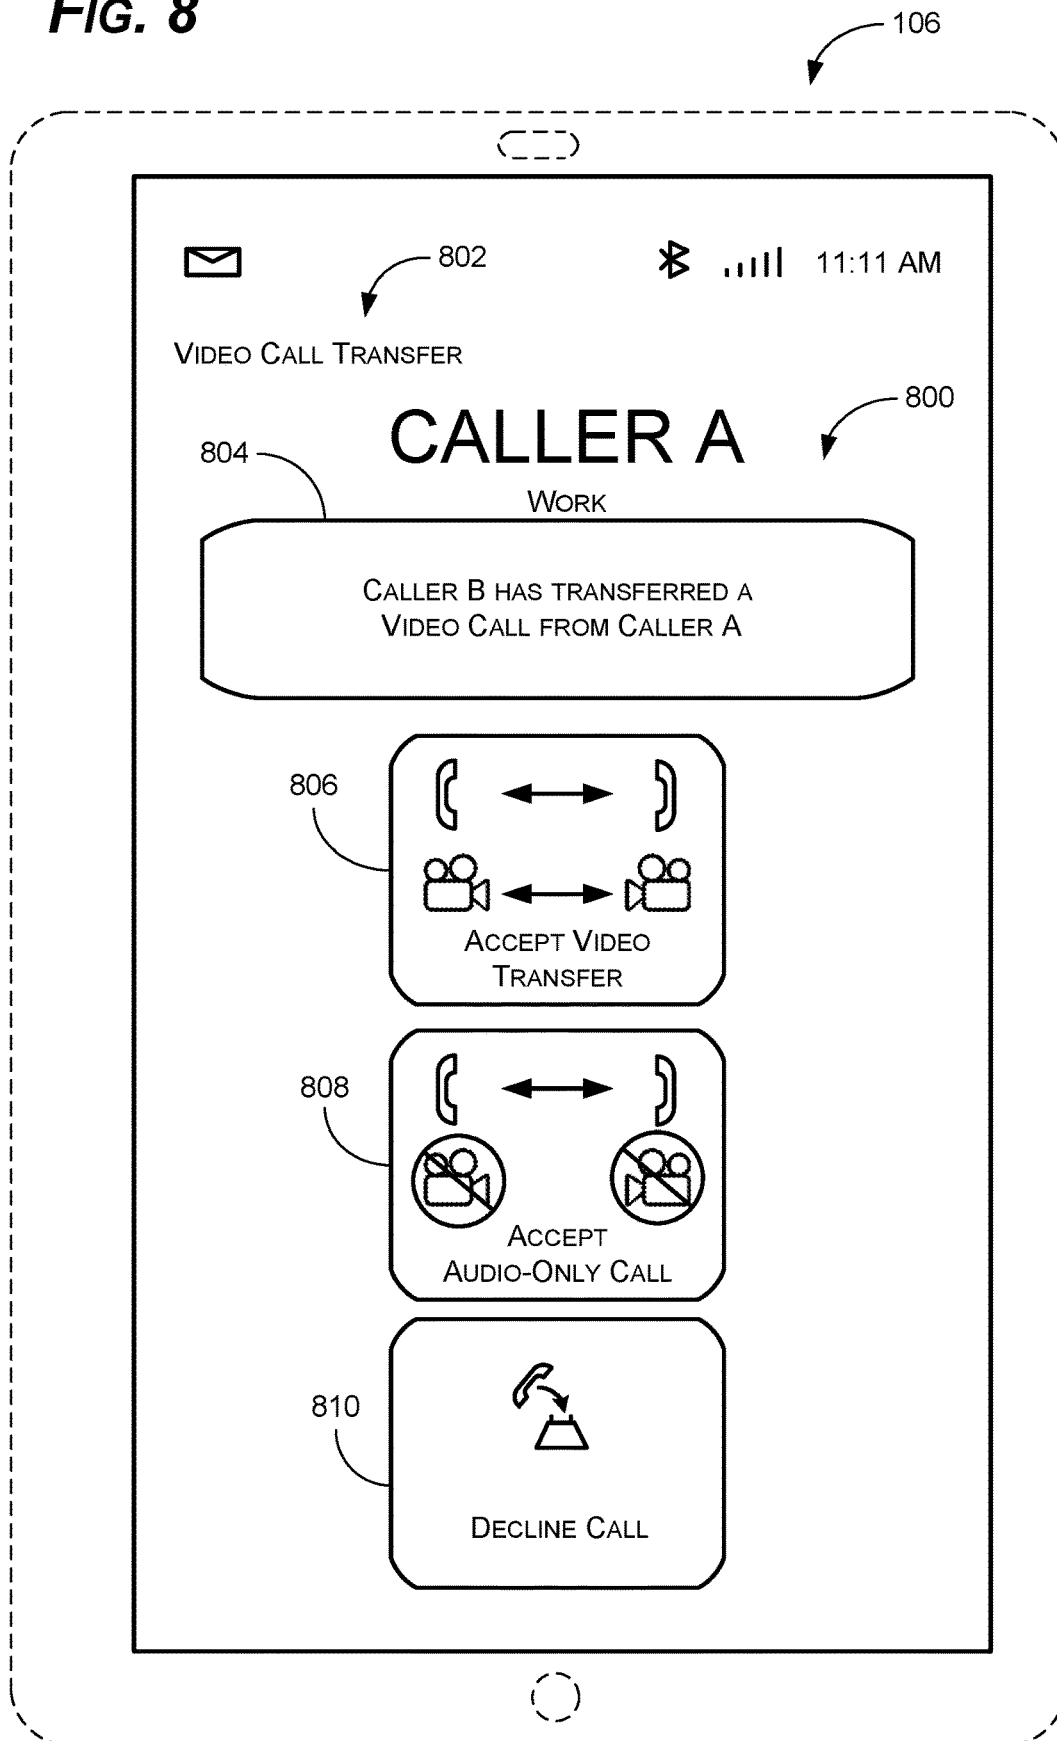 FIG. 8
106
802
11:11 AM
VIDEO CALL TRANSFER
800
CALLER A
804
WORK
CALLER B HAS TRANSFERRED A
VIDEO CALL FROM CALLER A
806
ACCEPT VIDEO
TRANSFER
808
ACCEPT
AUDIO-ONLY CALL
810
DECLINE CALL